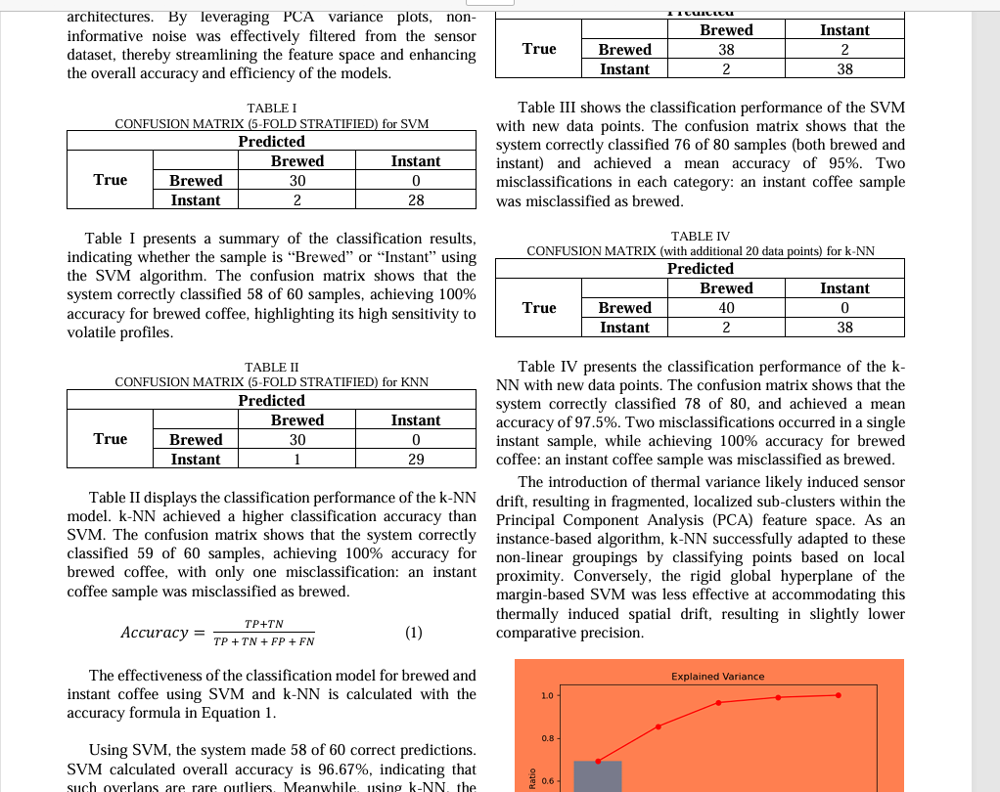 architectures. By leveraging PCA variance plots, non-
informative noise was effectively filtered from the sensor
dataset, thereby streamlining the feature space and enhancing
the overall accuracy and efficiency of the models.
TABLE I
CONFUSION MATRIX (5-FOLD STRATIFIED) for SVM
Predicted
Brewed Instant
True
Brewed 30 0
Instant 2 28
Table I presents a summary of the classification results,
indicating whether the sample is “Brewed” or “Instant” using
the SVM algorithm. The confusion matrix shows that the
system correctly classified 58 of 60 samples, achieving 100%
accuracy for brewed coffee, highlighting its high sensitivity to
volatile profiles.
TABLE II
CONFUSION MATRIX (5-FOLD STRATIFIED) for KNN
Predicted
Brewed Instant
True
Brewed 30 0
Instant 1 29
Table II displays the classification performance of the k-NN
model. k-NN achieved a higher classification accuracy than
SVM. The confusion matrix shows that the system correctly
classified 59 of 60 samples, achieving 100% accuracy for
brewed coffee, with only one misclassification: an instant
coffee sample was misclassified as brewed.
Accuracy = TP+TN / TP + TN + FP + FN (1)
The effectiveness of the classification model for brewed and
instant coffee using SVM and k-NN is calculated with the
accuracy formula in Equation 1.
Using SVM, the system made 58 of 60 correct predictions.
SVM calculated overall accuracy is 96.67%, indicating that
such overlaps are rare outliers. Meanwhile, using k-NN, the
Predicted
Brewed Instant
True
Brewed 38 2
Instant 2 38
Table III shows the classification performance of the SVM
with new data points. The confusion matrix shows that the
system correctly classified 76 of 80 samples (both brewed and
instant) and achieved a mean accuracy of 95%. Two
misclassifications in each category: an instant coffee sample
was misclassified as brewed.
TABLE IV
CONFUSION MATRIX (with additional 20 data points) for k-NN
Predicted
Brewed Instant
True
Brewed 40 0
Instant 2 38
Table IV presents the classification performance of the k-
NN with new data points. The confusion matrix shows that the
system correctly classified 78 of 80, and achieved a mean
accuracy of 97.5%. Two misclassifications occurred in a single
instant sample, while achieving 100% accuracy for brewed
coffee: an instant coffee sample was misclassified as brewed.
The introduction of thermal variance likely induced sensor
drift, resulting in fragmented, localized sub-clusters within the
Principal Component Analysis (PCA) feature space. As an
instance-based algorithm, k-NN successfully adapted to these
non-linear groupings by classifying points based on local
proximity. Conversely, the rigid global hyperplane of the
margin-based SVM was less effective at accommodating this
thermally induced spatial drift, resulting in slightly lower
comparative precision.
Explained Variance
1.0
0.8
0.6
Ratio